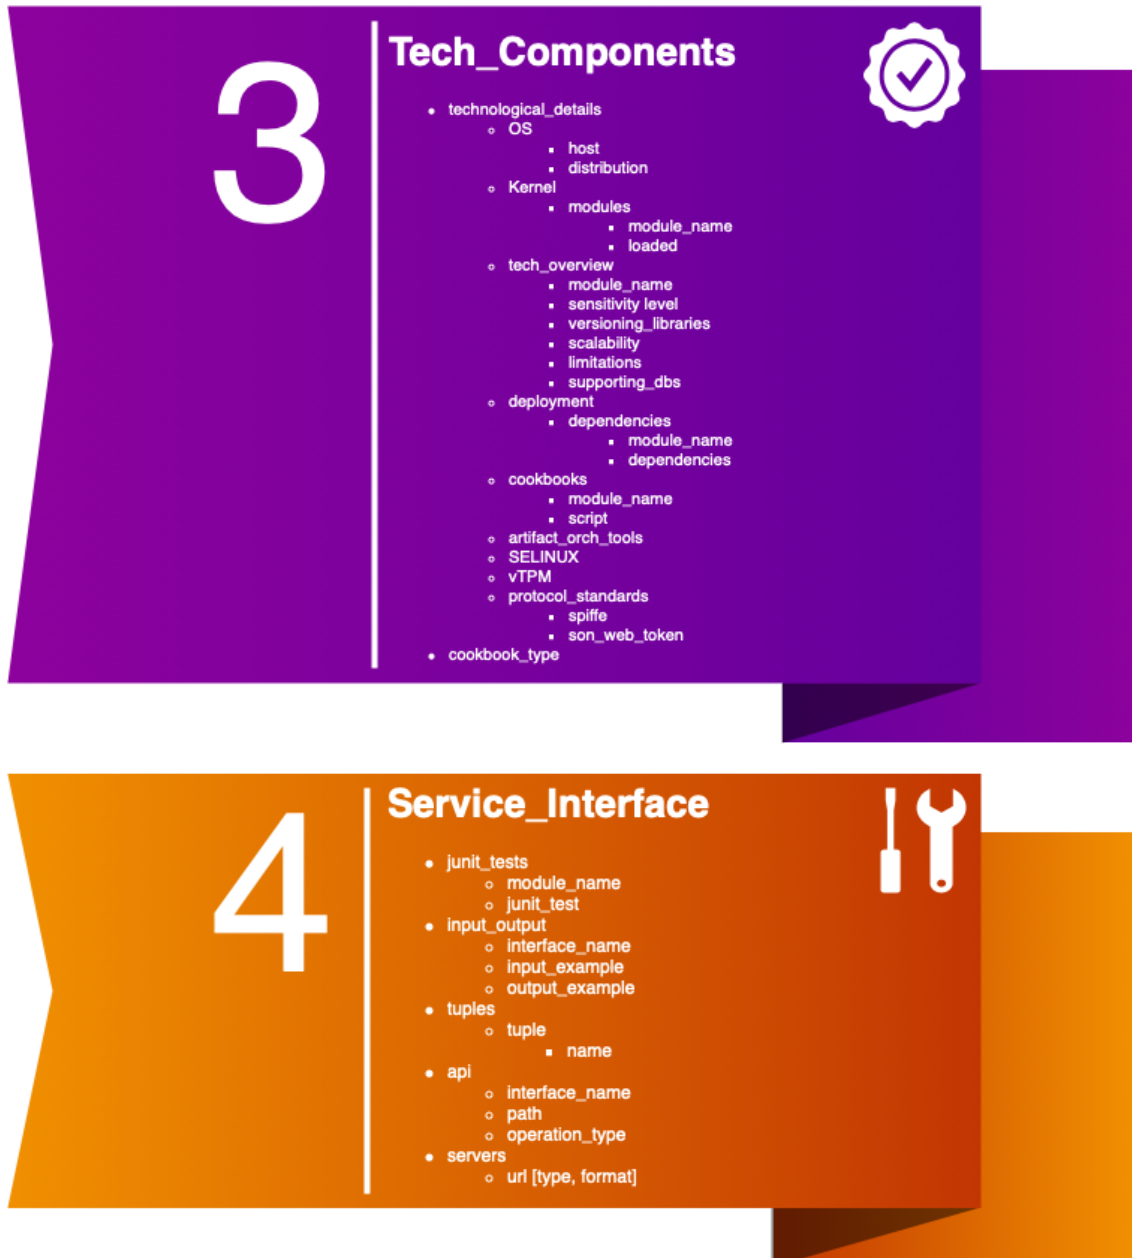 3
Tech_Components
technological_details
OS
host
distribution
Kernel
modules
module_name
loaded
tech_overview
module_name
sensitivity level
versioning_libraries
scalability
limitations
supporting_dbs
deployment
dependencies
module_name
dependencies
cookbooks
module_name
script
artifact_orch_tools
SELINUX
vTPM
protocol_standards
spiffe
son_web_token
cookbook_type
4
Service_Interface
junit_tests
module_name
junit_test
input_output
interface_name
input_example
output_example
tuples
tuple
name
api
interface_name
path
operation_type
servers
url [type, format]